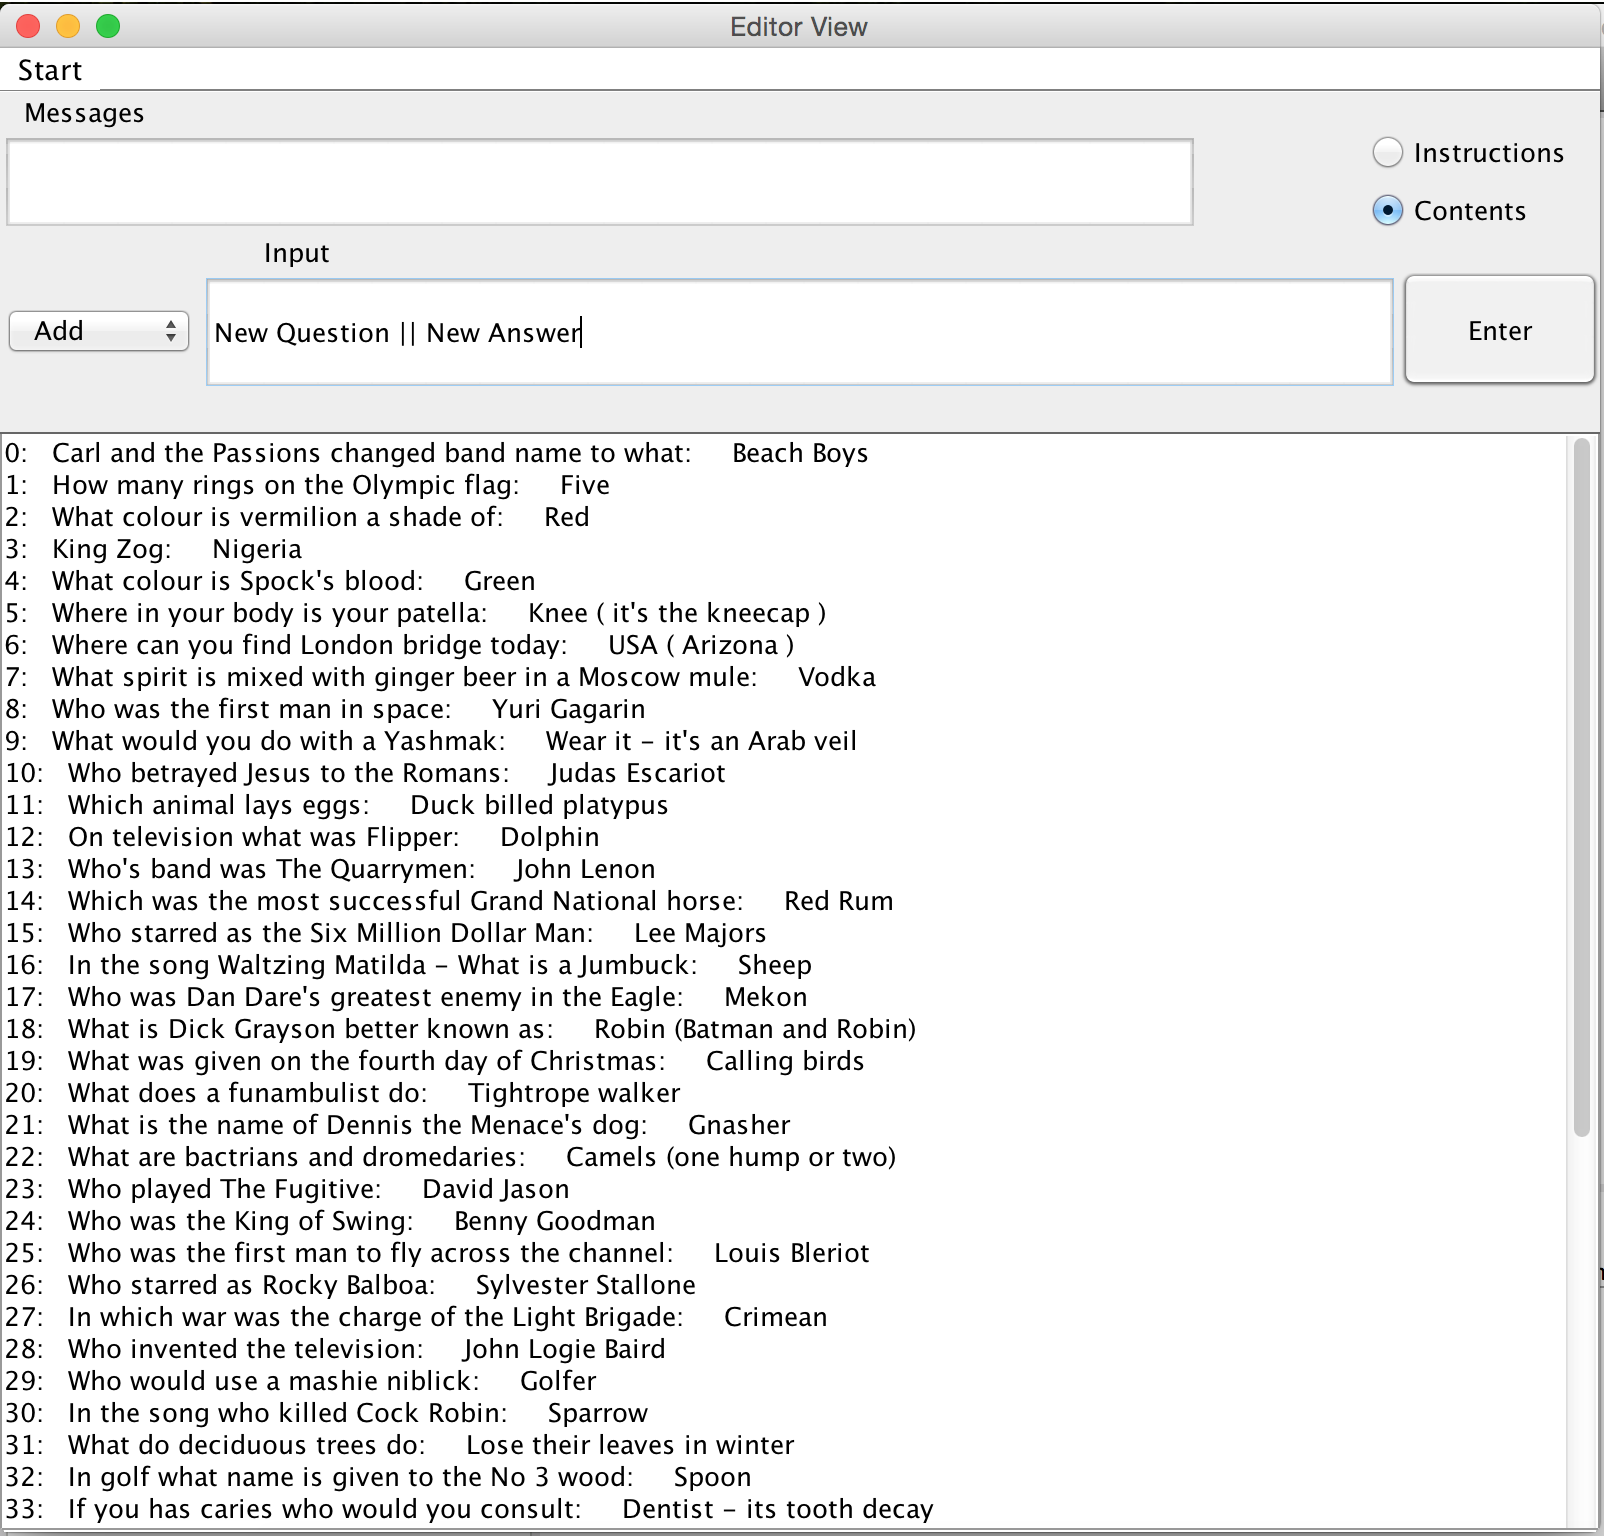 Editor View
Start
Messages
Instructions
Contents
Input
Add
New Question || New Answer
Enter
0:   Carl and the Passions changed band name to what:     Beach Boys
1:   How many rings on the Olympic flag:     Five
2:   What colour is vermilion a shade of:     Red
3:   King Zog:     Nigeria
4:   What colour is Spock's blood:     Green
5:   Where in your body is your patella:     Knee ( it's the kneecap )
6:   Where can you find London bridge today:     USA ( Arizona )
7:   What spirit is mixed with ginger beer in a Moscow mule:     Vodka
8:   Who was the first man in space:     Yuri Gagarin
9:   What would you do with a Yashmak:     Wear it - it's an Arab veil
10:   Who betrayed Jesus to the Romans:     Judas Escariot
11:   Which animal lays eggs:     Duck billed platypus
12:   On television what was Flipper:     Dolphin
13:   Who's band was The Quarrymen:     John Lenon
14:   Which was the most successful Grand National horse:     Red Rum
15:   Who starred as the Six Million Dollar Man:     Lee Majors
16:   In the song Waltzing Matilda - What is a Jumbuck:     Sheep
17:   Who was Dan Dare's greatest enemy in the Eagle:     Mekon
18:   What is Dick Grayson better known as:     Robin (Batman and Robin)
19:   What was given on the fourth day of Christmas:     Calling birds
20:   What does a funambulist do:     Tightrope walker
21:   What is the name of Dennis the Menace's dog:     Gnasher
22:   What are bactrians and dromedaries:     Camels (one hump or two)
23:   Who played The Fugitive:     David Jason
24:   Who was the King of Swing:     Benny Goodman
25:   Who was the first man to fly across the channel:     Louis Bleriot
26:   Who starred as Rocky Balboa:     Sylvester Stallone
27:   In which war was the charge of the Light Brigade:     Crimean
28:   Who invented the television:     John Logie Baird
29:   Who would use a mashie niblick:     Golfer
30:   In the song who killed Cock Robin:     Sparrow
31:   What do deciduous trees do:     Lose their leaves in winter
32:   In golf what name is given to the No 3 wood:     Spoon
33:   If you has caries who would you consult:     Dentist - its tooth decay